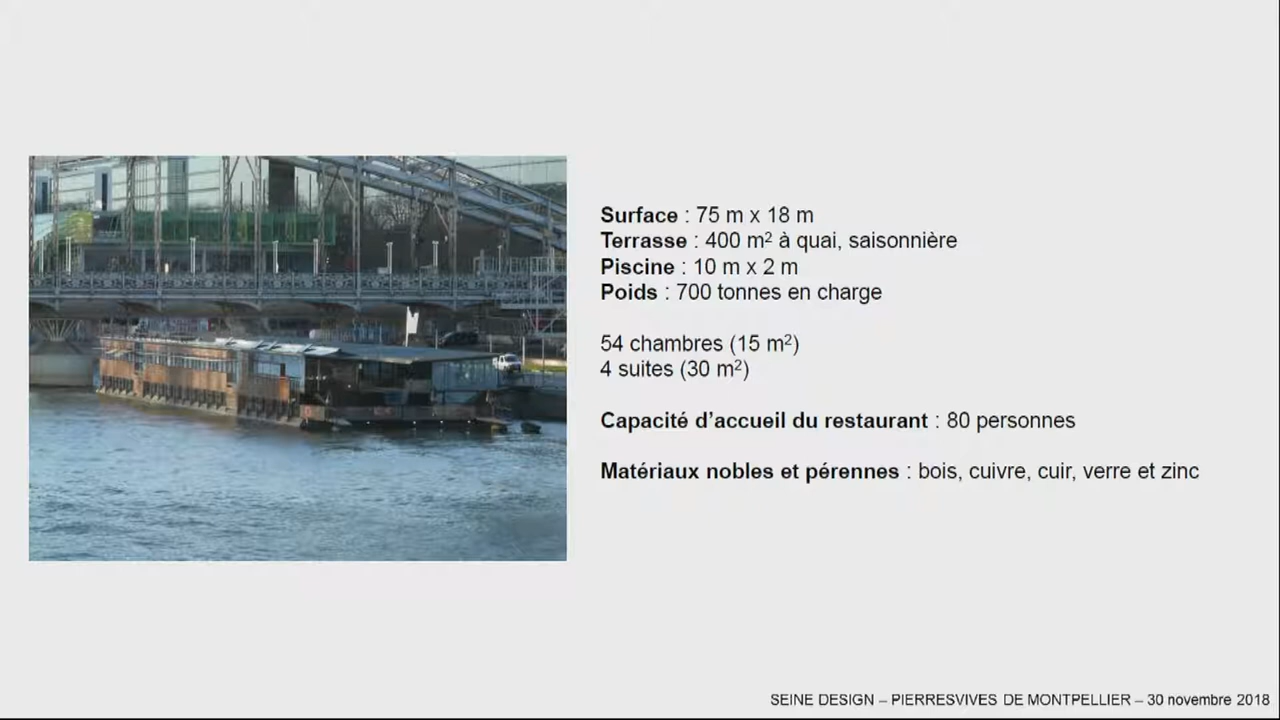 Surface : 75 m x 18 m
Terrasse : 400 m² à quai, saisonnière
Piscine : 10 m x 2 m
Poids : 700 tonnes en charge
54 chambres (15 m²)
4 suites (30 m²)
Capacité d’accueil du restaurant : 80 personnes
Matériaux nobles et pérennes : bois, cuivre, cuir, verre et zinc
SEINE DESIGN – PIERRESVIVES DE MONTPELLIER – 30 novembre 2018